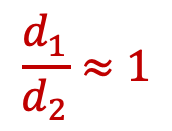 d₁/d₂ ≈ 1